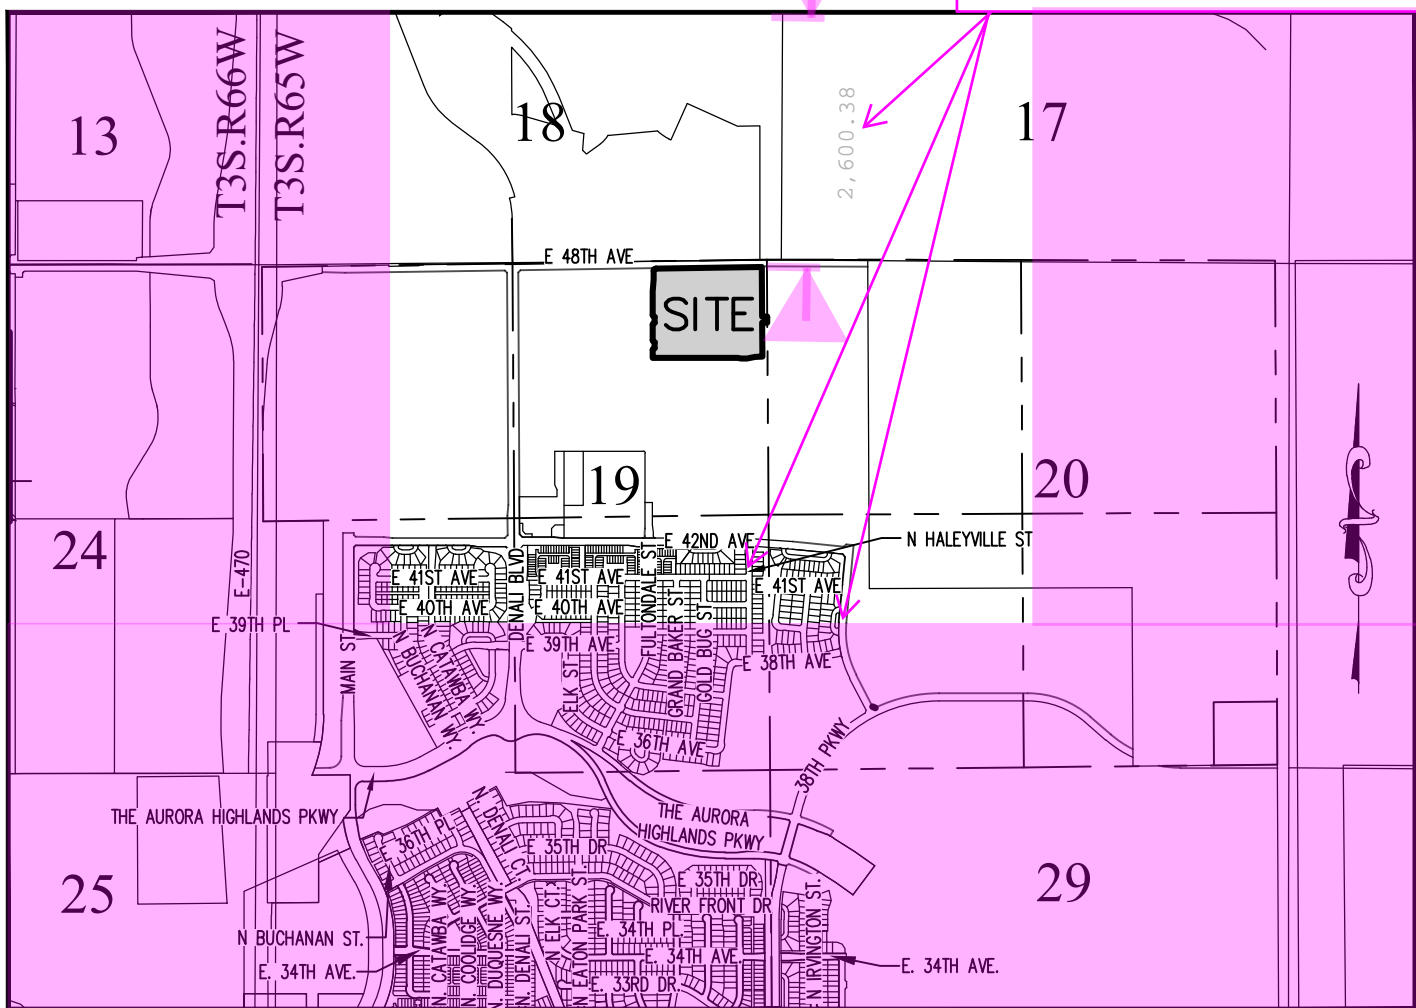 T3S.R66W
T3S.R65W
13
18
17
2,600.38
E 48TH AVE
SITE
19
20
24
E 42ND AVE
N HALEYVILLE ST
E 41ST AVE
E 41ST AVE
E 41ST AVE
E 40TH AVE
E 40TH AVE
DENALI BLVD
FULTONDALE ST
GRAND BAKER ST.
GOLD BUG ST
E-470
E 39TH PL
MAIN ST.
N CATAWBA WY.
N BUCHANAN WY.
E 39TH AVE
ELK ST
E 38TH AVE
E 36TH AVE
38TH PKWY
THE AURORA HIGHLANDS PKWY
THE AURORA
HIGHLANDS PKWY
E 36TH PL
N. DENALI CT.
E 35TH DR
E 35TH DR
RIVER FRONT DR
25
29
N BUCHANAN ST.
E. 34TH AVE.
N. CATAWBA WY.
N. COOLIDGE WY.
N. DUQUESNE WY.
N. DENALI ST.
N ELK CT.
N EATON PARK ST.
E. 34TH PL.
E. 34TH AVE.
E. 33RD DR.
N IRVINGTON ST.
E. 34TH AVE.